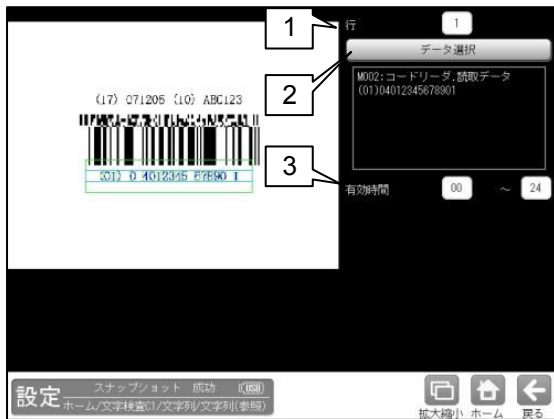 1
行
1
データ選択
2
M002:コードリーダ.読取データ
(01)04012345678901
(17) 071205 (10) ABC123
(01) 0 4012345 67890 1
3
有効時間
00
～
24
設定
スナップショット 成功
USB
ホーム/文字検査01/文字列/文字列(参照)
拡大縮小
ホーム
戻る